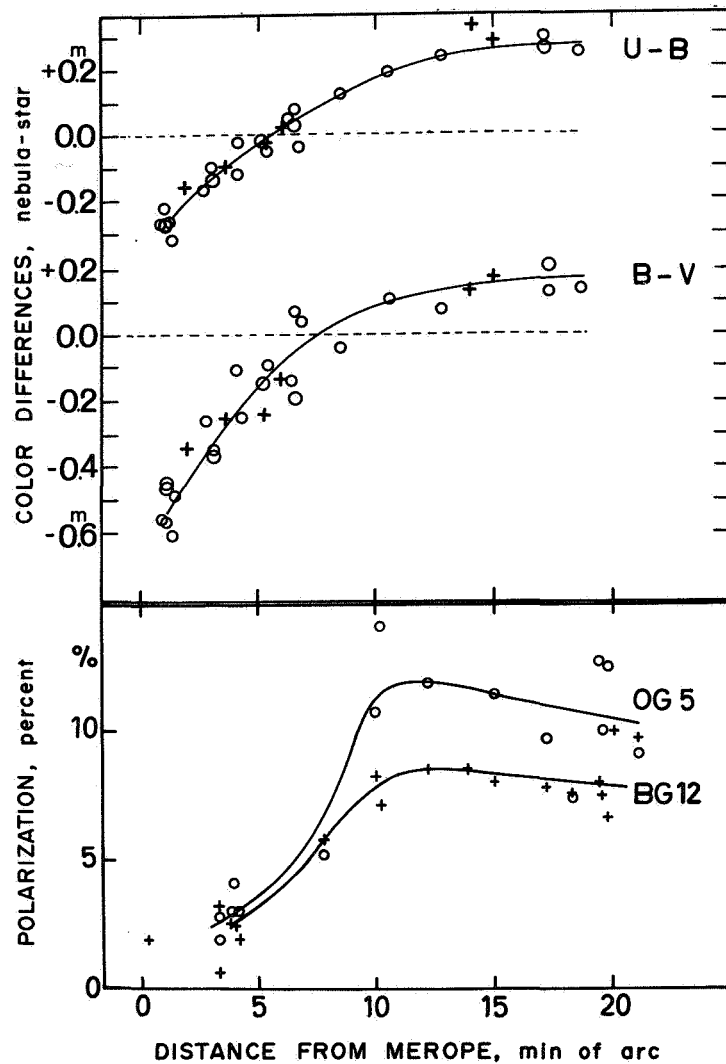 m
+0.2
0.0
-0.2
U-B
+0.2
0.0
-0.2
-0.4
m
-0.6
B-V
COLOR DIFFERENCES, nebula-star
%
10
5
0
OG 5
BG 12
POLARIZATION, percent
0 5 10 15 20
DISTANCE FROM MEROPE, min of arc